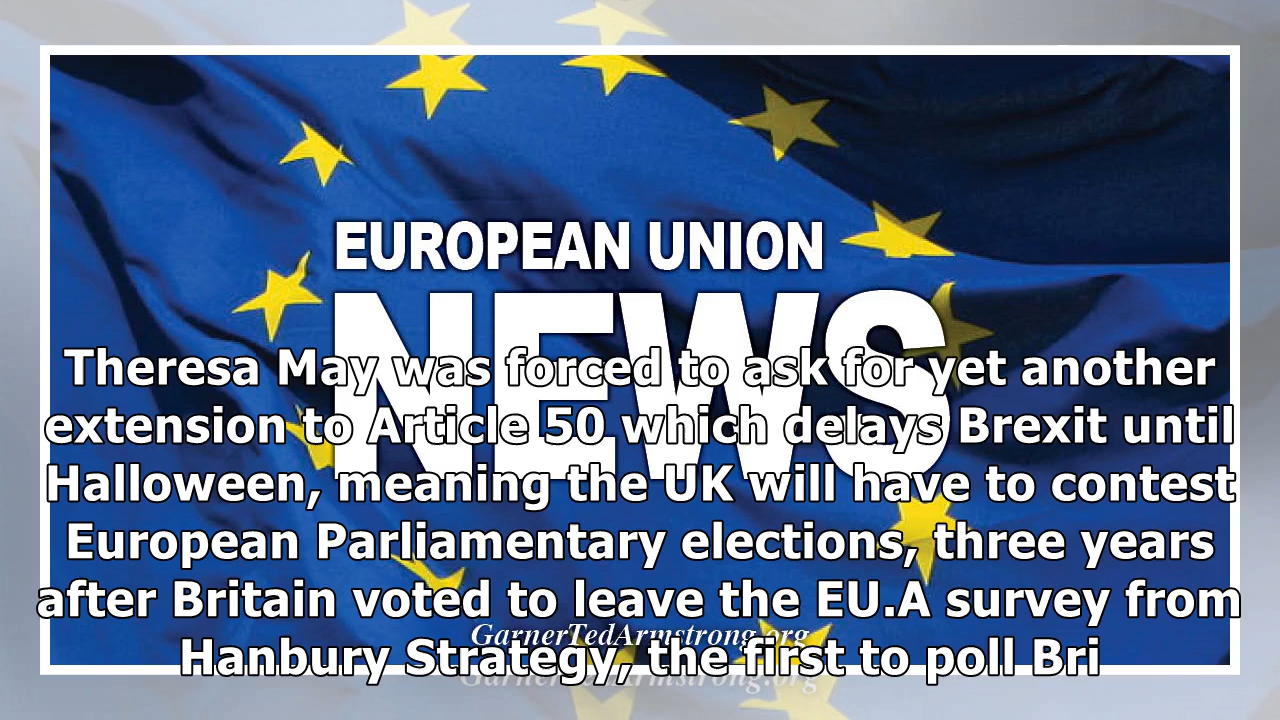 EUROPEAN UNION
NEWS
Theresa May was forced to ask for yet another
extension to Article 50 which delays Brexit until
Halloween, meaning the UK will have to contest
European Parliamentary elections, three years
after Britain voted to leave the EU.A survey from
GarnerTedArmstrong.org
Hanbury Strategy, the first to poll Bri
GarnerTedArmstrong.org